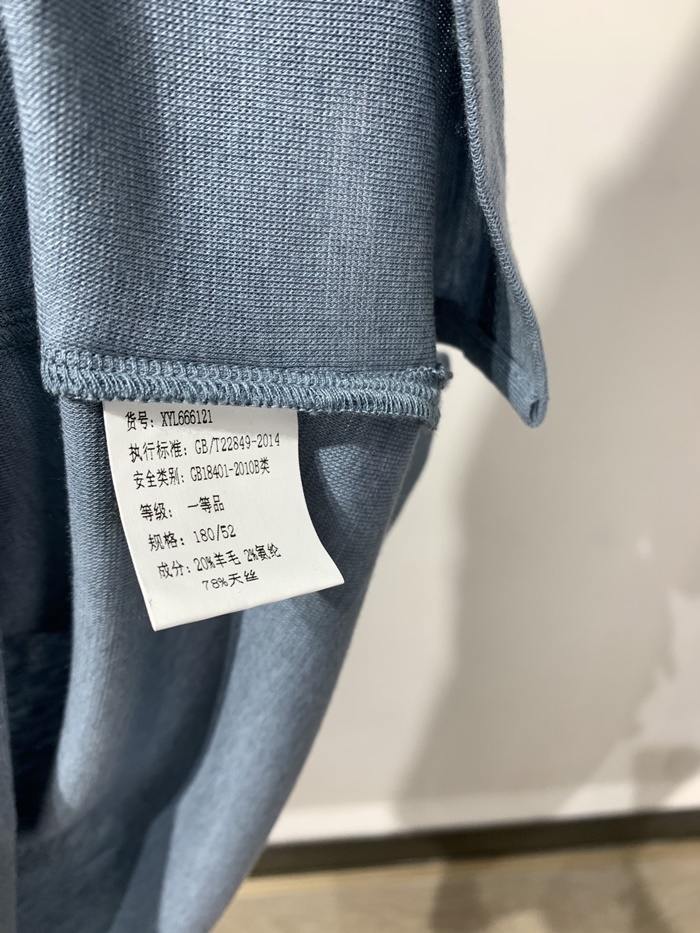 货号: XYL666121
执行标准: GB/T22849-2014
安全类别: GB18401-2010B类
等级: 一等品
规格: 180/52
成分: 20%羊毛 2%氨纶
78%天丝